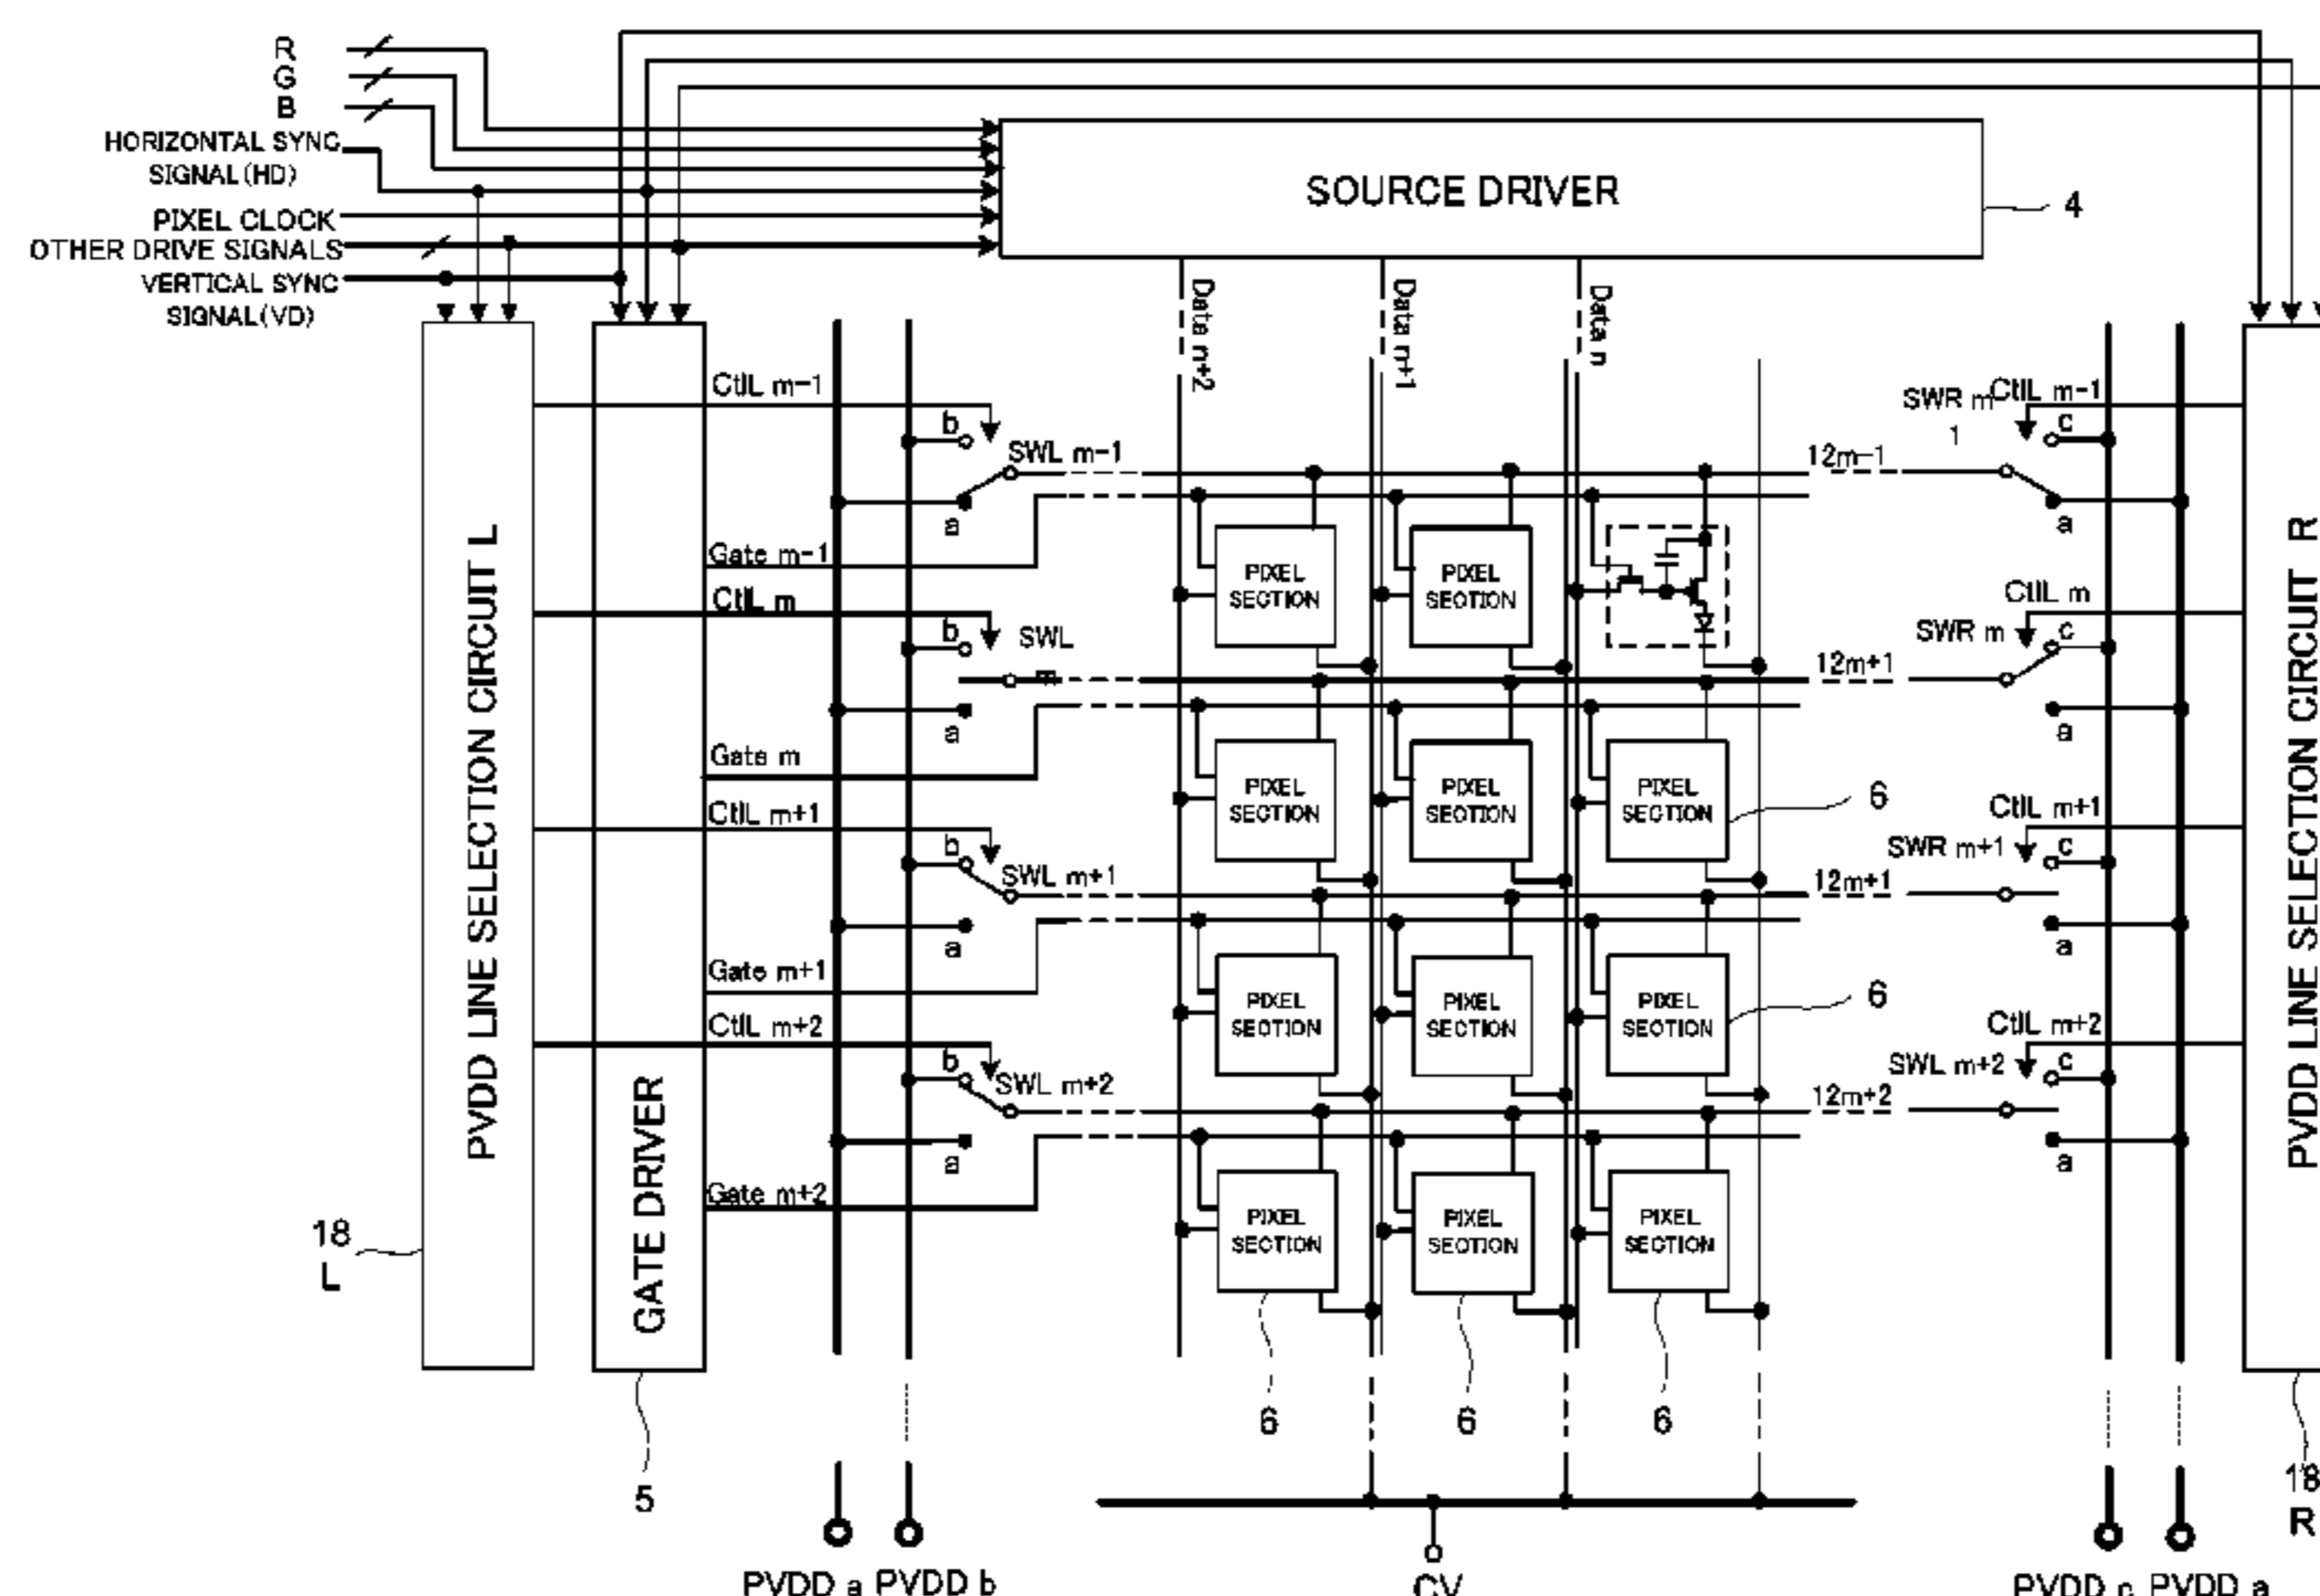 R
G
B
HORIZONTAL SYNC
SIGNAL(HD)
PIXEL CLOCK
OTHER DRIVE SIGNALS
VERTICAL SYNC
SIGNAL(VD)
SOURCE DRIVER
4
Data n+2
Data n+1
Data n
PVDD LINE SELECTION CIRCUIT L
GATE DRIVER
PVDD LINE SELECTION CIRCUIT R
CtlL m-1
b
SWL m-1
a
12m-1
SWR m
1
CtlL m-1
c
a
Gate m-1
PIXEL
SECTION
PIXEL
SECTION
CtlL m
b
SWL
m
a
12m+1
CtlL m
SWR m
c
a
Gate m
PIXEL
SECTION
PIXEL
SECTION
PIXEL
SECTION
6
CtlL m+1
b
SWL m+1
a
12m+1
CtlL m+1
SWR m+1
c
a
Gate m+1
PIXEL
SECTION
PIXEL
SECTION
PIXEL
SECTION
6
CtlL m+2
b
SWL m+2
a
12m+2
CtlL m+2
SWL m+2
c
a
Gate m+2
PIXEL
SECTION
PIXEL
SECTION
PIXEL
SECTION
18
L
6
6
6
5
18
R
PVDD a
PVDD b
CV
PVDD c
PVDD a